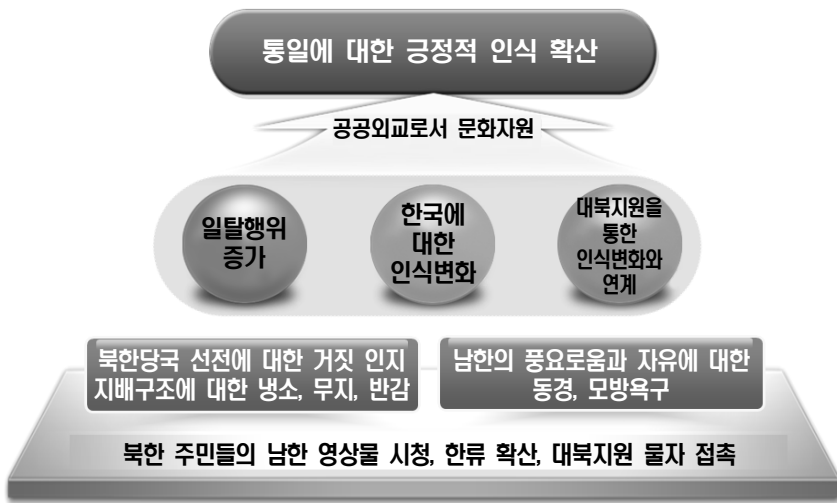 통일에 대한 긍정적 인식 확산
공공외교로서 문화자원
일탈행위
증가
한국에
대한
인식변화
대북지원을
통한
인식변화와
연계
북한당국 선전에 대한 거짓 인지
지배구조에 대한 냉소, 무지, 반감
남한의 풍요로움과 자유에 대한
동경, 모방욕구
북한 주민들의 남한 영상물 시청, 한류 확산, 대북지원 물자 접촉